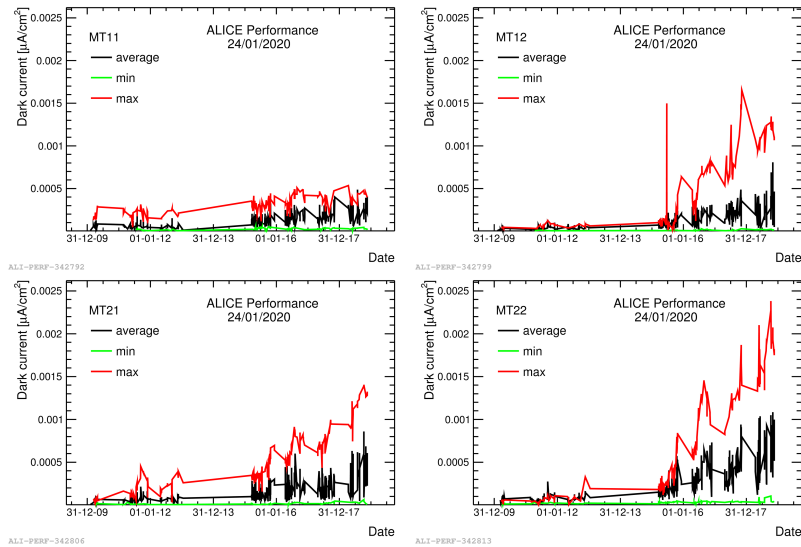 0.0025
0.002
0.0015
0.001
0.0005
Dark current [μA/cm²]
MT11
ALICE Performance
24/01/2020
average
min
max
31-12-09 01-01-12 31-12-13 01-01-16 31-12-17
Date
ALI-PERF-342792
0.0025
0.002
0.0015
0.001
0.0005
Dark current [μA/cm²]
MT12
ALICE Performance
24/01/2020
average
min
max
31-12-09 01-01-12 31-12-13 01-01-16 31-12-17
Date
ALI-PERF-342799
0.0025
0.002
0.0015
0.001
0.0005
Dark current [μA/cm²]
MT21
ALICE Performance
24/01/2020
average
min
max
31-12-09 01-01-12 31-12-13 01-01-16 31-12-17
Date
ALI-PERF-342806
0.0025
0.002
0.0015
0.001
0.0005
Dark current [μA/cm²]
MT22
ALICE Performance
24/01/2020
average
min
max
31-12-09 01-01-12 31-12-13 01-01-16 31-12-17
Date
ALI-PERF-342813